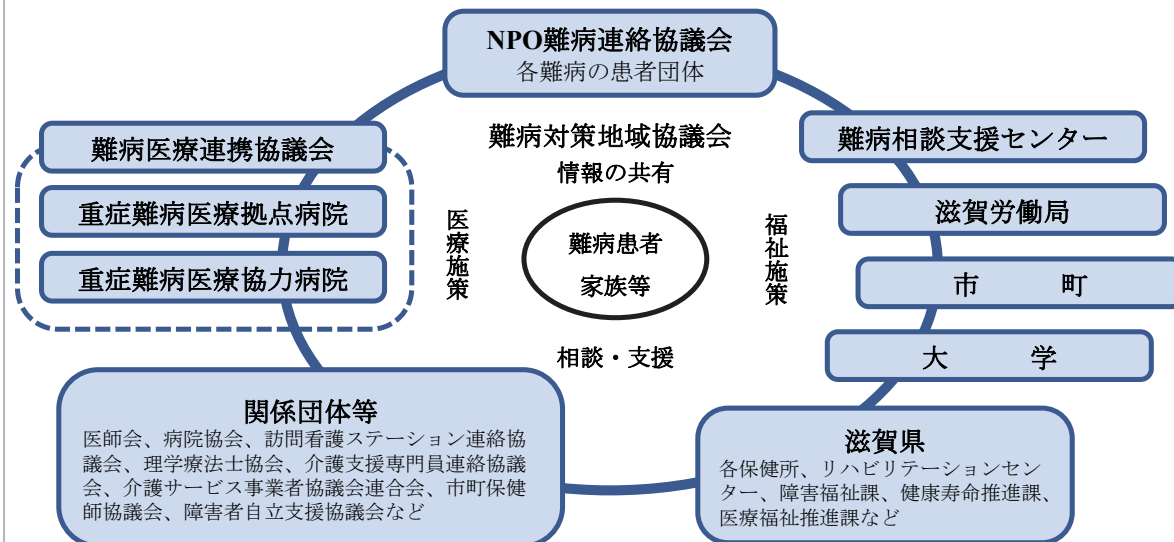 NPO難病連絡協議会
各難病の患者団体
難病対策地域協議会
情報の共有
難病医療連携協議会
重症難病医療拠点病院
重症難病医療協力病院
医療施策
難病患者
家族等
福祉施策
相談・支援
難病相談支援センター
滋賀労働局
市　　　町
大　　　学
関係団体等
医師会、病院協会、訪問看護ステーション連絡協
議会、理学療法士協会、介護支援専門員連絡協議
会、介護サービス事業者協議会連合会、市町保健
師協議会、障害者自立支援協議会など
滋賀県
各保健所、リハビリテーションセン
ター、障害福祉課、健康寿命推進課、
医療福祉推進課など